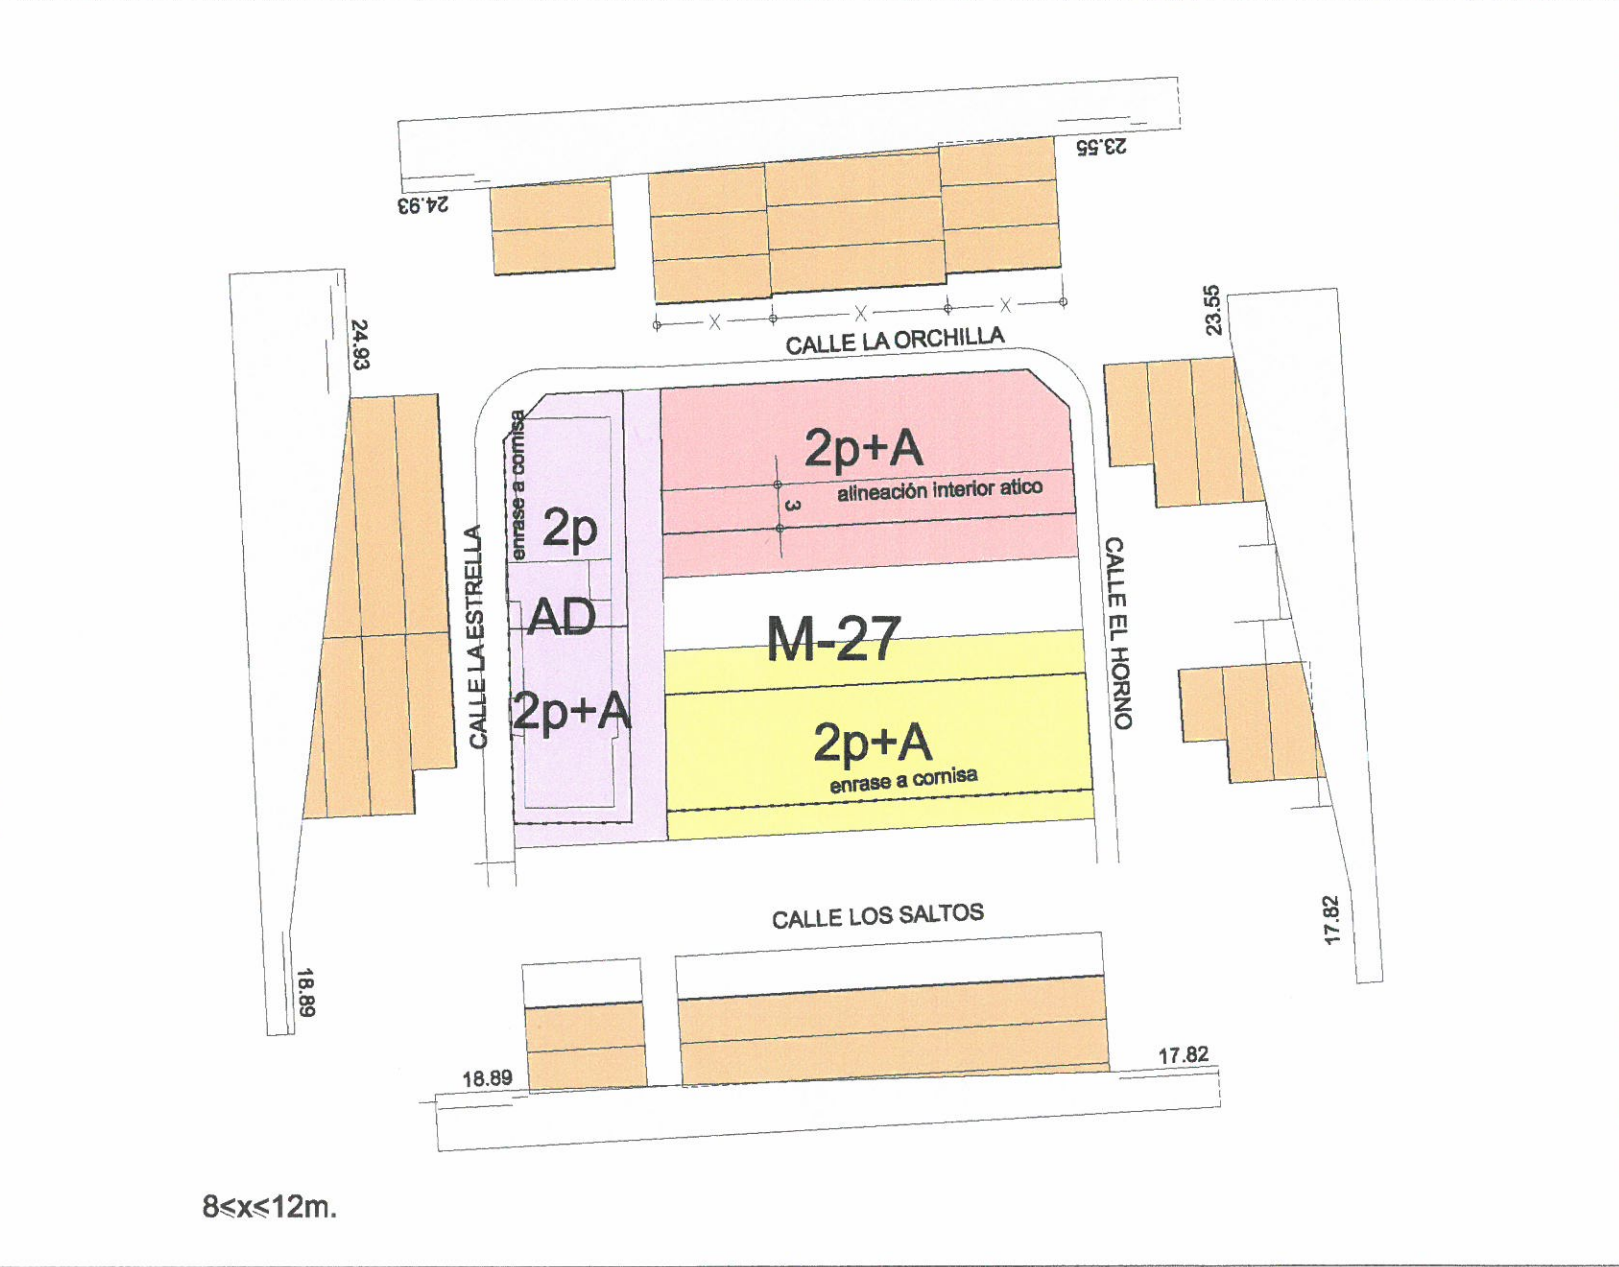 23.55
24.93
24.93
23.55
X
X
X
CALLE LA ORCHILLA
enrase a cornisa
2p+A
alineación interior atico
3
2p
CALLE LA ESTRELLA
AD
M-27
CALLE EL HORNO
2p+A
2p+A
enrase a cornisa
CALLE LOS SALTOS
17.82
18.89
18.89
17.82
8≤x≤12m.